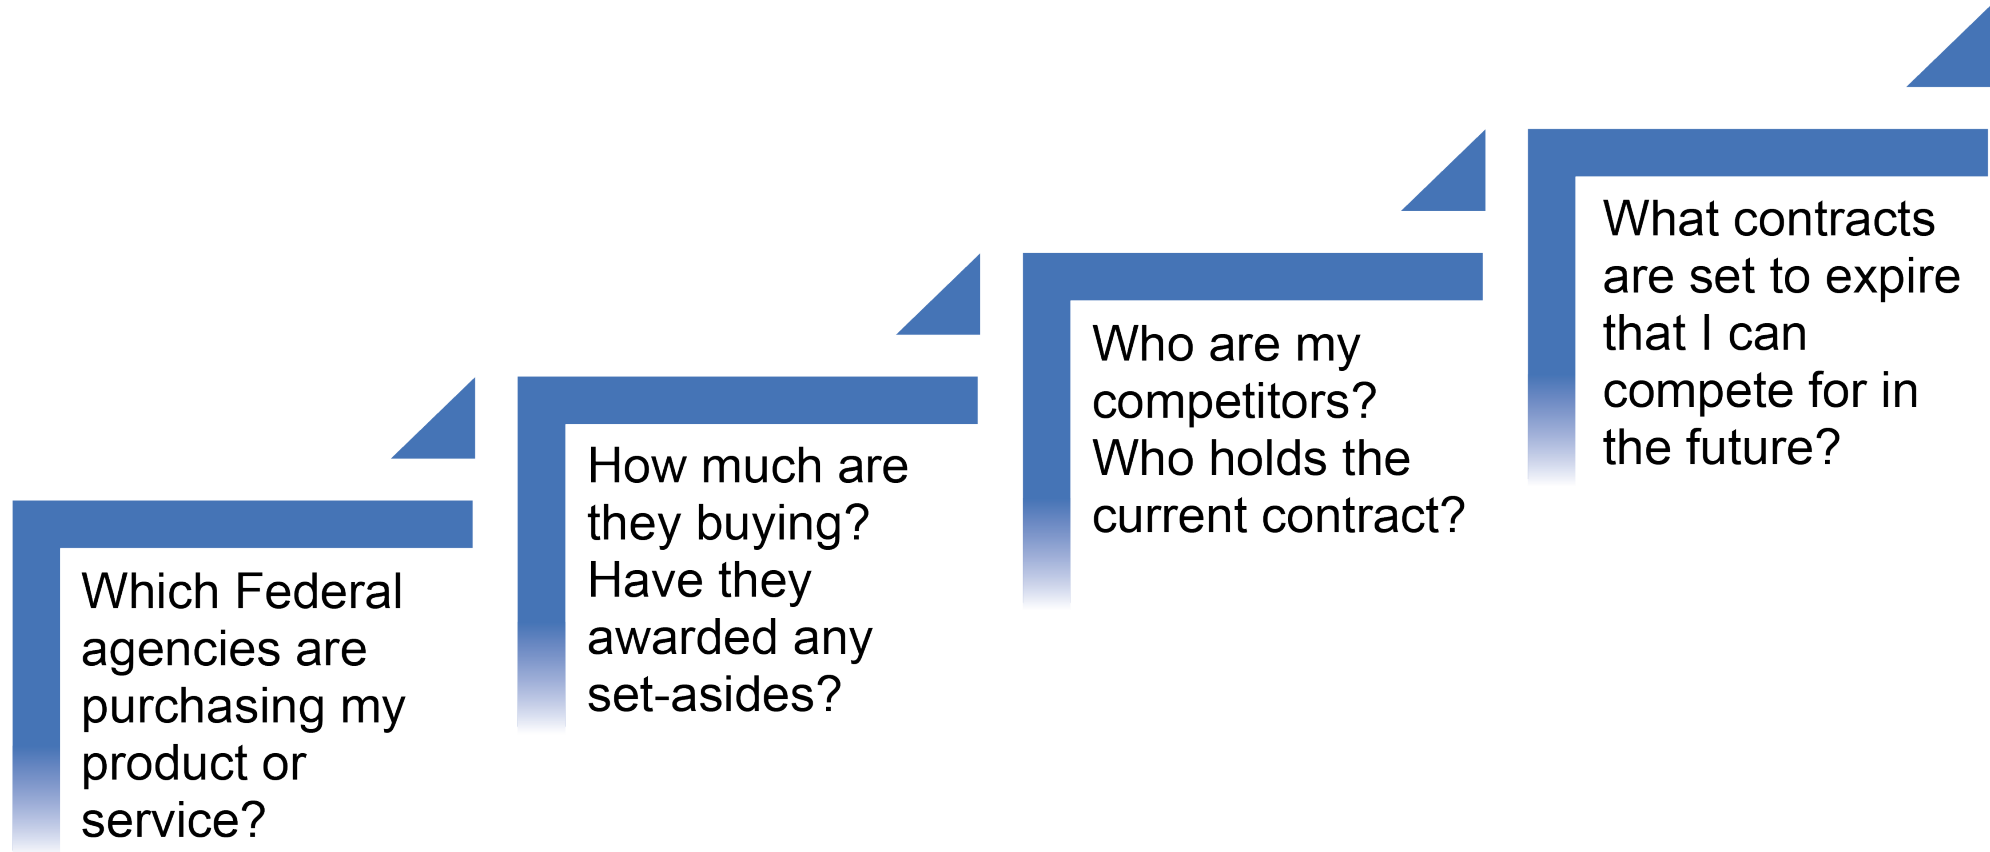 Which Federal
agencies are
purchasing my
product or
service?
How much are
they buying?
Have they
awarded any
set-asides?
Who are my
competitors?
Who holds the
current contract?
What contracts
are set to expire
that I can
compete for in
the future?